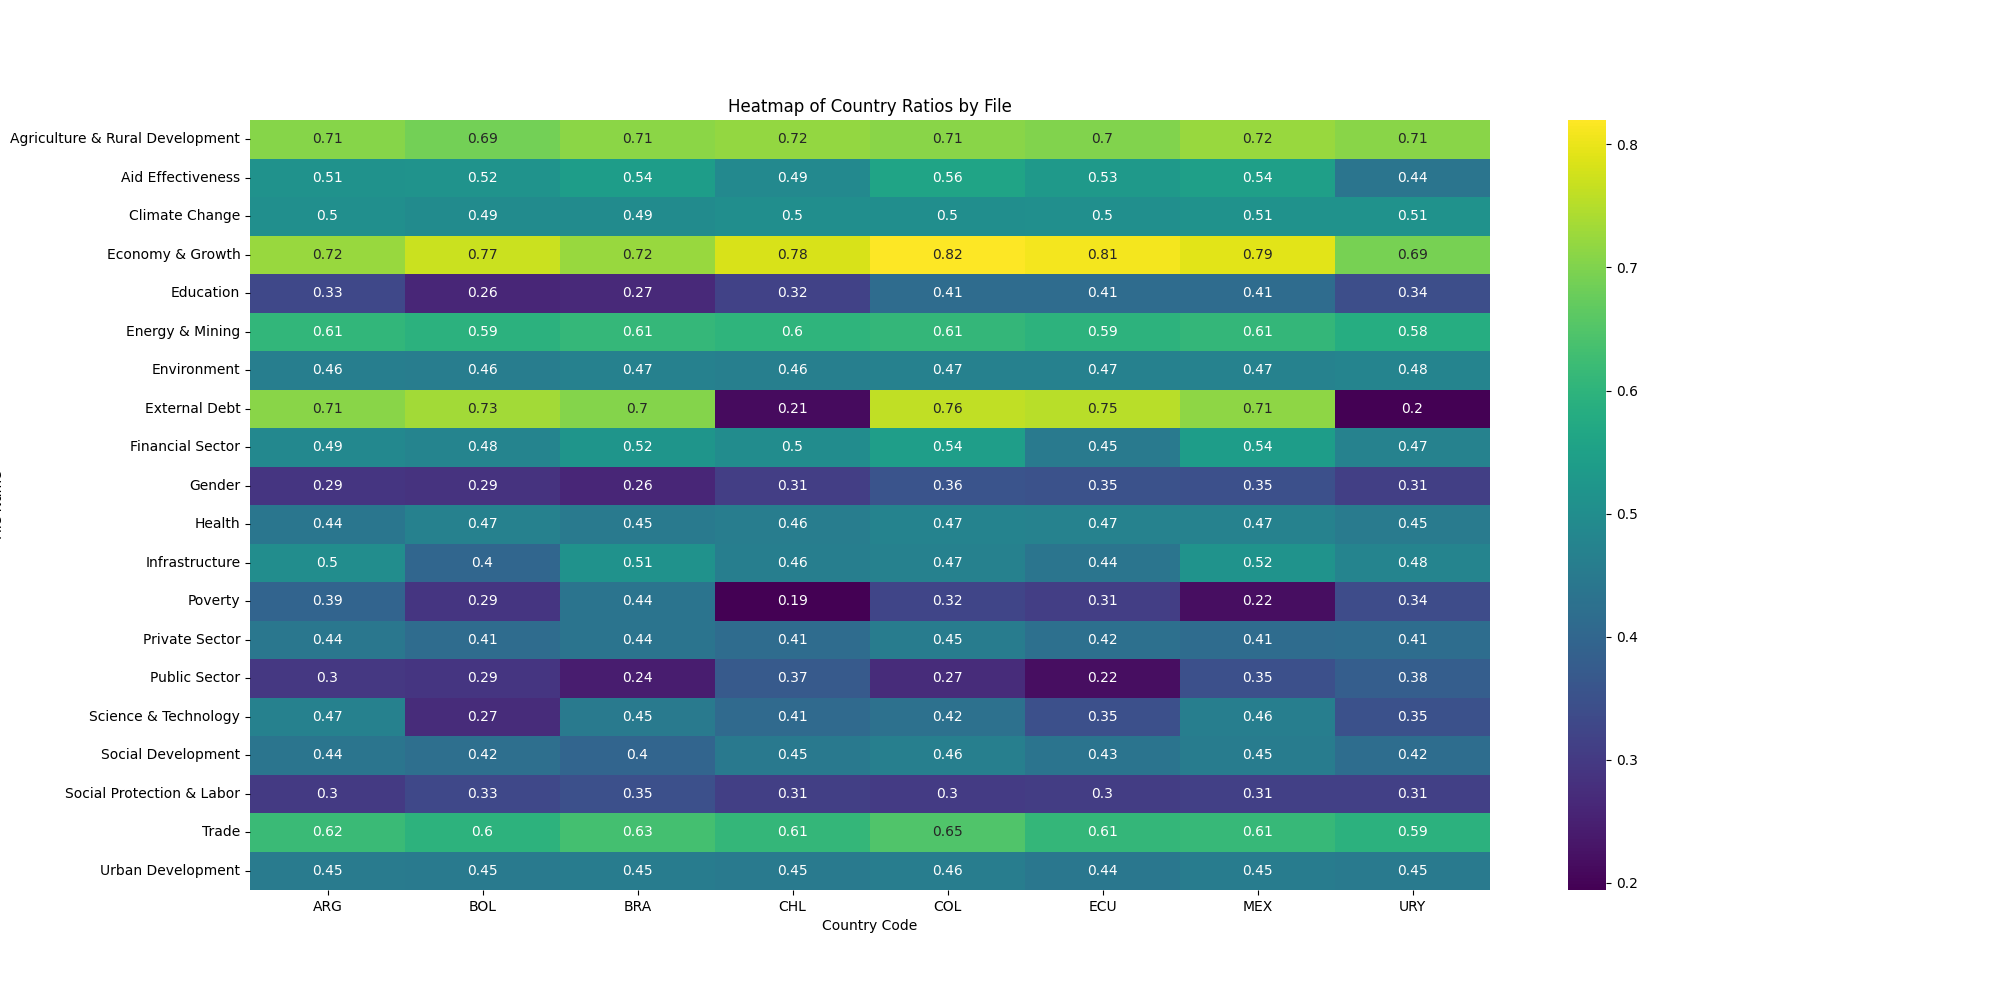 Heatmap of Country Ratios by File
Agriculture & Rural Development 0.71 0.69 0.71 0.72 0.71 0.7 0.72 0.71
Aid Effectiveness 0.51 0.52 0.54 0.49 0.56 0.53 0.54 0.44
Climate Change 0.5 0.49 0.49 0.5 0.5 0.5 0.51 0.51
Economy & Growth 0.72 0.77 0.72 0.78 0.82 0.81 0.79 0.69
Education 0.33 0.26 0.27 0.32 0.41 0.41 0.41 0.34
Energy & Mining 0.61 0.59 0.61 0.6 0.61 0.59 0.61 0.58
Environment 0.46 0.46 0.47 0.46 0.47 0.47 0.47 0.48
External Debt 0.71 0.73 0.7 0.21 0.76 0.75 0.71 0.2
Financial Sector 0.49 0.48 0.52 0.5 0.54 0.45 0.54 0.47
Gender 0.29 0.29 0.26 0.31 0.36 0.35 0.35 0.31
Health 0.44 0.47 0.45 0.46 0.47 0.47 0.47 0.45
Infrastructure 0.5 0.4 0.51 0.46 0.47 0.44 0.52 0.48
Poverty 0.39 0.29 0.44 0.19 0.32 0.31 0.22 0.34
Private Sector 0.44 0.41 0.44 0.41 0.45 0.42 0.41 0.41
Public Sector 0.3 0.29 0.24 0.37 0.27 0.22 0.35 0.38
Science & Technology 0.47 0.27 0.45 0.41 0.42 0.35 0.46 0.35
Social Development 0.44 0.42 0.4 0.45 0.46 0.43 0.45 0.42
Social Protection & Labor 0.3 0.33 0.35 0.31 0.3 0.3 0.31 0.31
Trade 0.62 0.6 0.63 0.61 0.65 0.61 0.61 0.59
Urban Development 0.45 0.45 0.45 0.45 0.46 0.44 0.45 0.45
ARG BOL BRA CHL COL ECU MEX URY
Country Code
0.8
0.7
0.6
0.5
0.4
0.3
0.2